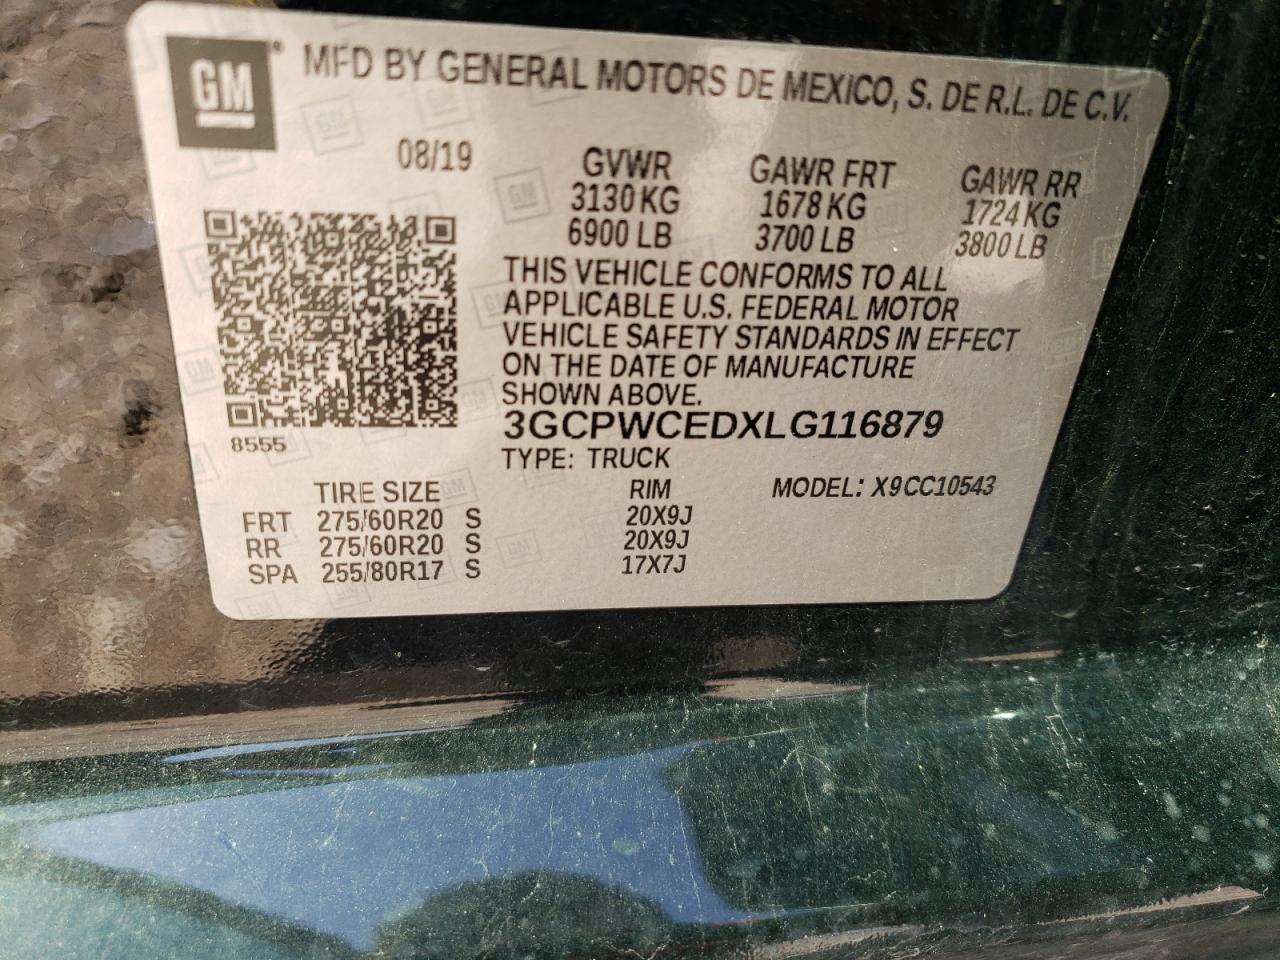 GM® MFD BY GENERAL MOTORS DE MEXICO, S. DE R.L. DE C.V.
08/19
GVWR GAWR FRT GAWR RR
3130 KG 1678 KG 1724 KG
6900 LB 3700 LB 3800 LB
THIS VEHICLE CONFORMS TO ALL
APPLICABLE U.S. FEDERAL MOTOR
VEHICLE SAFETY STANDARDS IN EFFECT
ON THE DATE OF MANUFACTURE
SHOWN ABOVE.
3GCPWCEDXLG116879
8555
TYPE: TRUCK
TIRE SIZE RIM MODEL: X9CC10543
FRT 275/60R20 S 20X9J
RR 275/60R20 S 20X9J
SPA 255/80R17 S 17X7J